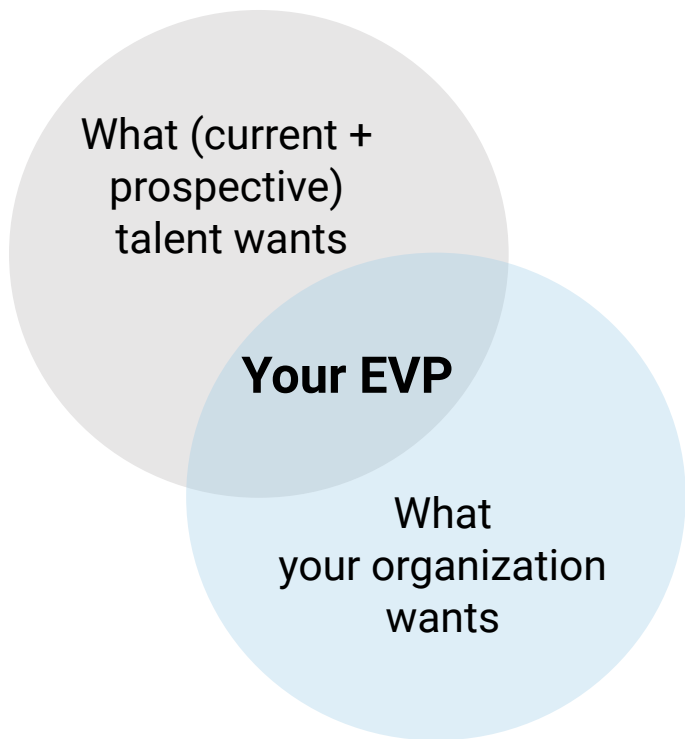 What (current +
prospective)
talent wants
Your EVP
What
your organization
wants